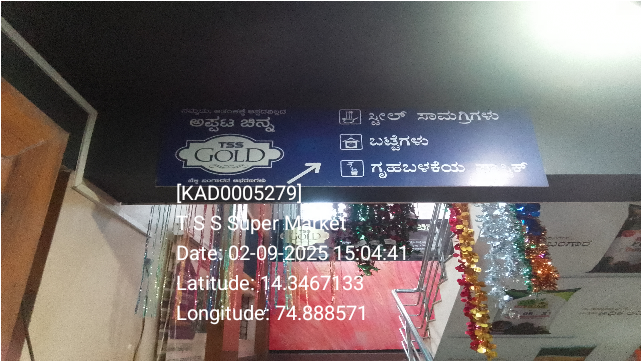 ಅಪ್ಪಟ ಚಿನ್ನ
TSS
GOLD
ಸ್ಟೀಲ್ ಸಾಮಗ್ರಿಗಳು
ಬಟ್ಟೆಗಳು
ಗೃಹಬಳಕೆಯ
[KAD0005279]
T S S Super Market
Date: 02-09-2025 15:04:41
Latitude: 14.3467133
Longitude: 74.888571